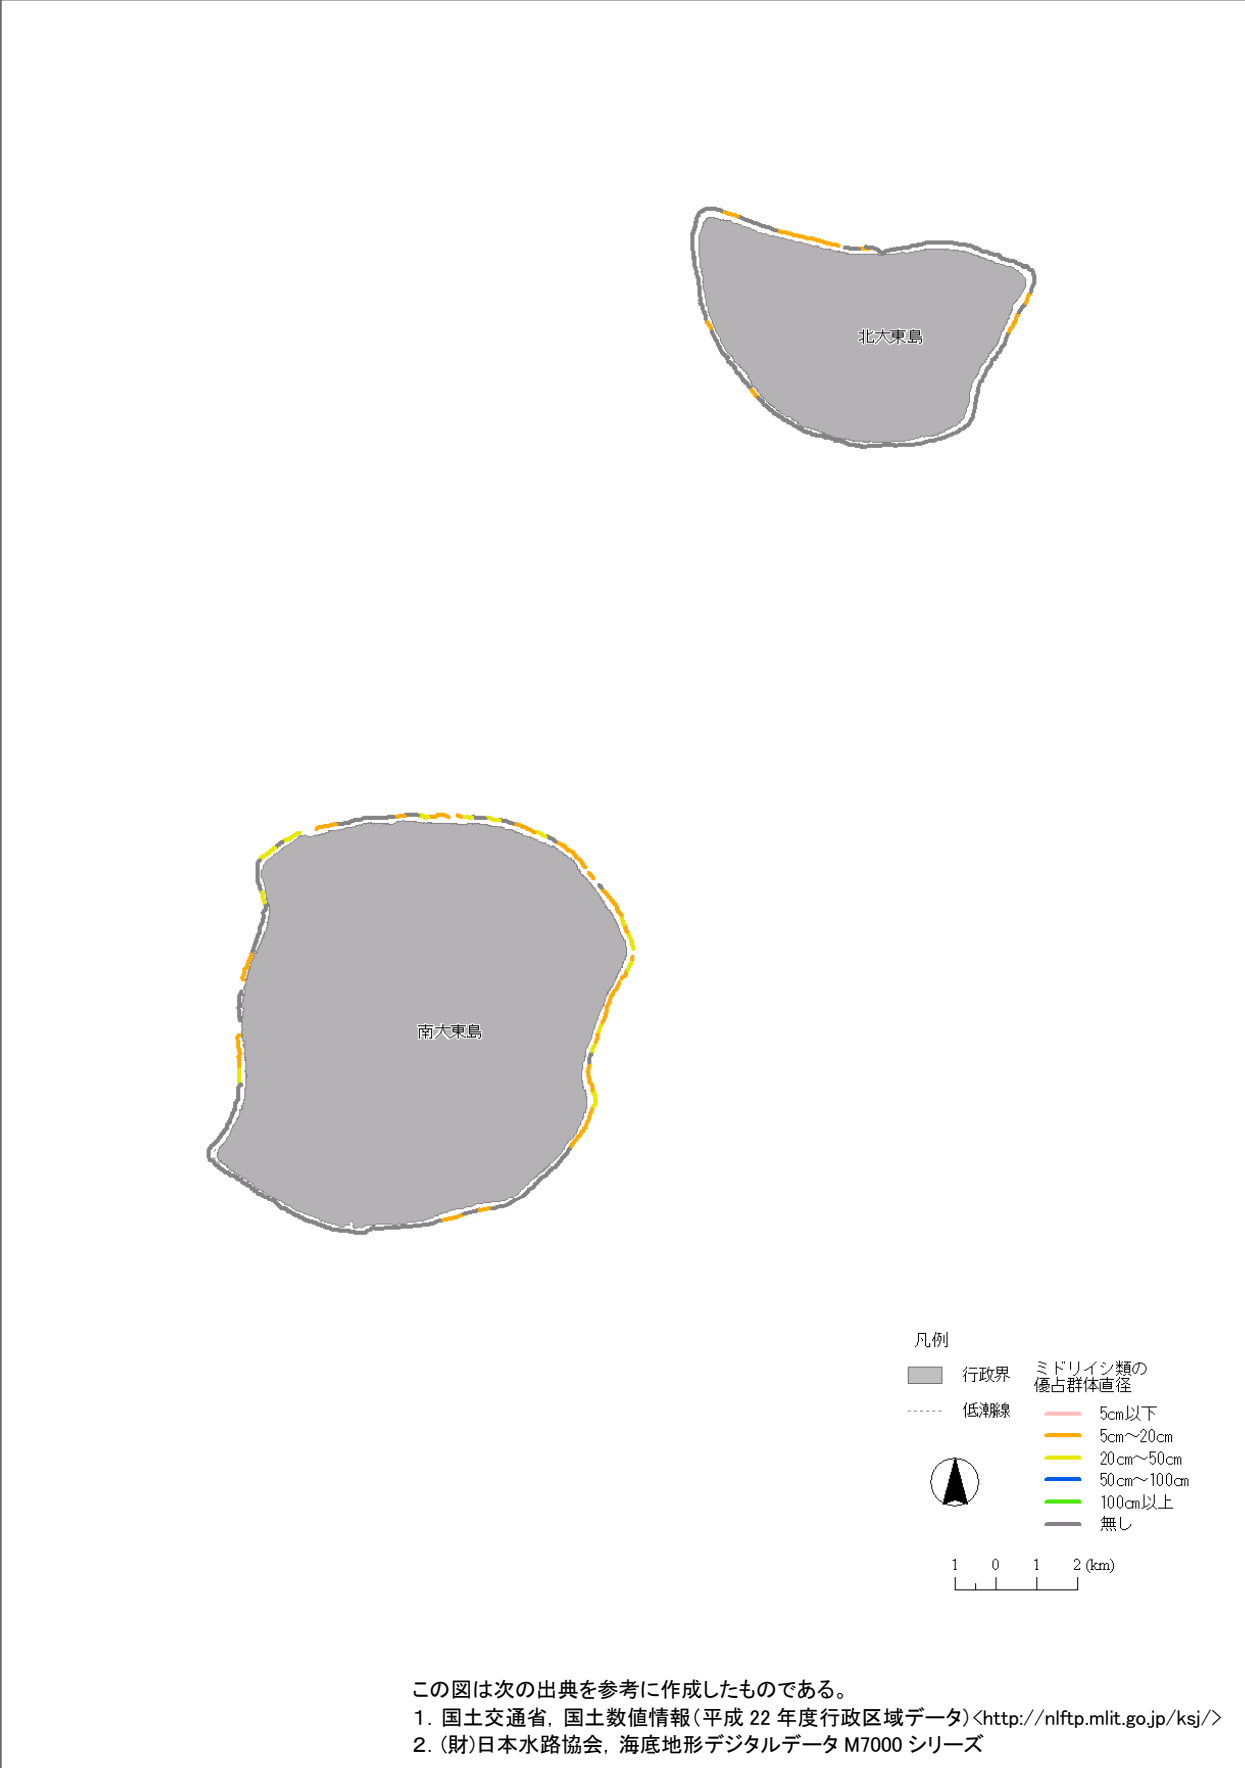 北大東島
南大東島
凡例
行政界
低潮線
ミドリイシ類の
優占群体直径
5cm以下
5cm～20cm
20cm～50cm
50cm～100cm
100cm以上
無し
1 0 1 2 (km)
この図は次の出典を参考に作成したものである。
1. 国土交通省, 国土数値情報（平成 22 年度行政区域データ）<http://nlftp.mlit.go.jp/ksj/>
2. (財)日本水路協会, 海底地形デジタルデータ M7000 シリーズ